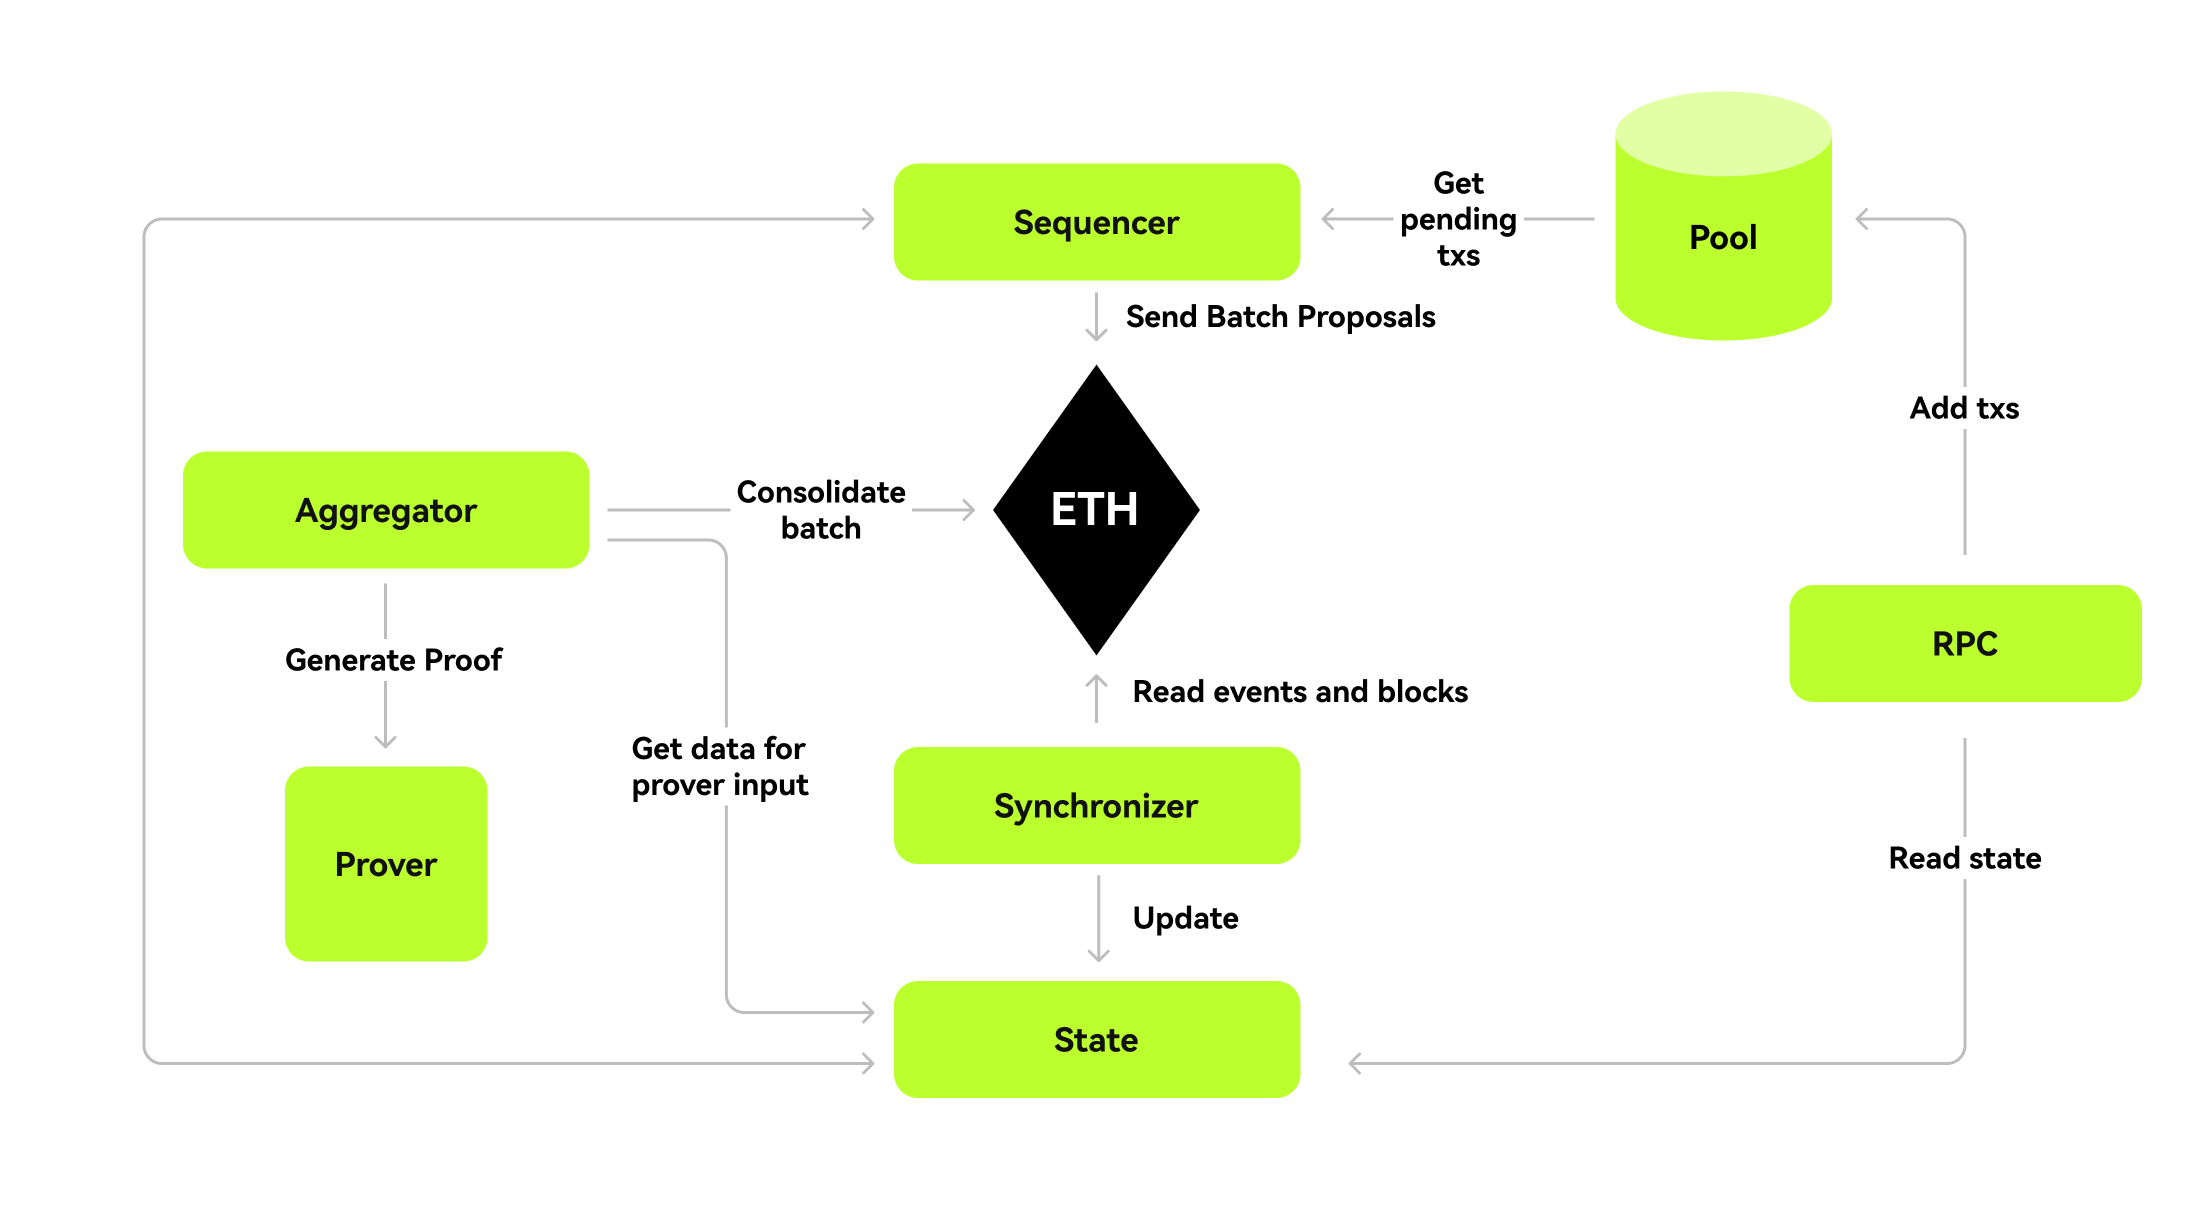 Get
pending
txs
Sequencer
Pool
Send Batch Proposals
Add txs
Consolidate
batch
ETH
Aggregator
RPC
Generate Proof
Read events and blocks
Get data for
prover input
Synchronizer
Prover
Read state
Update
State